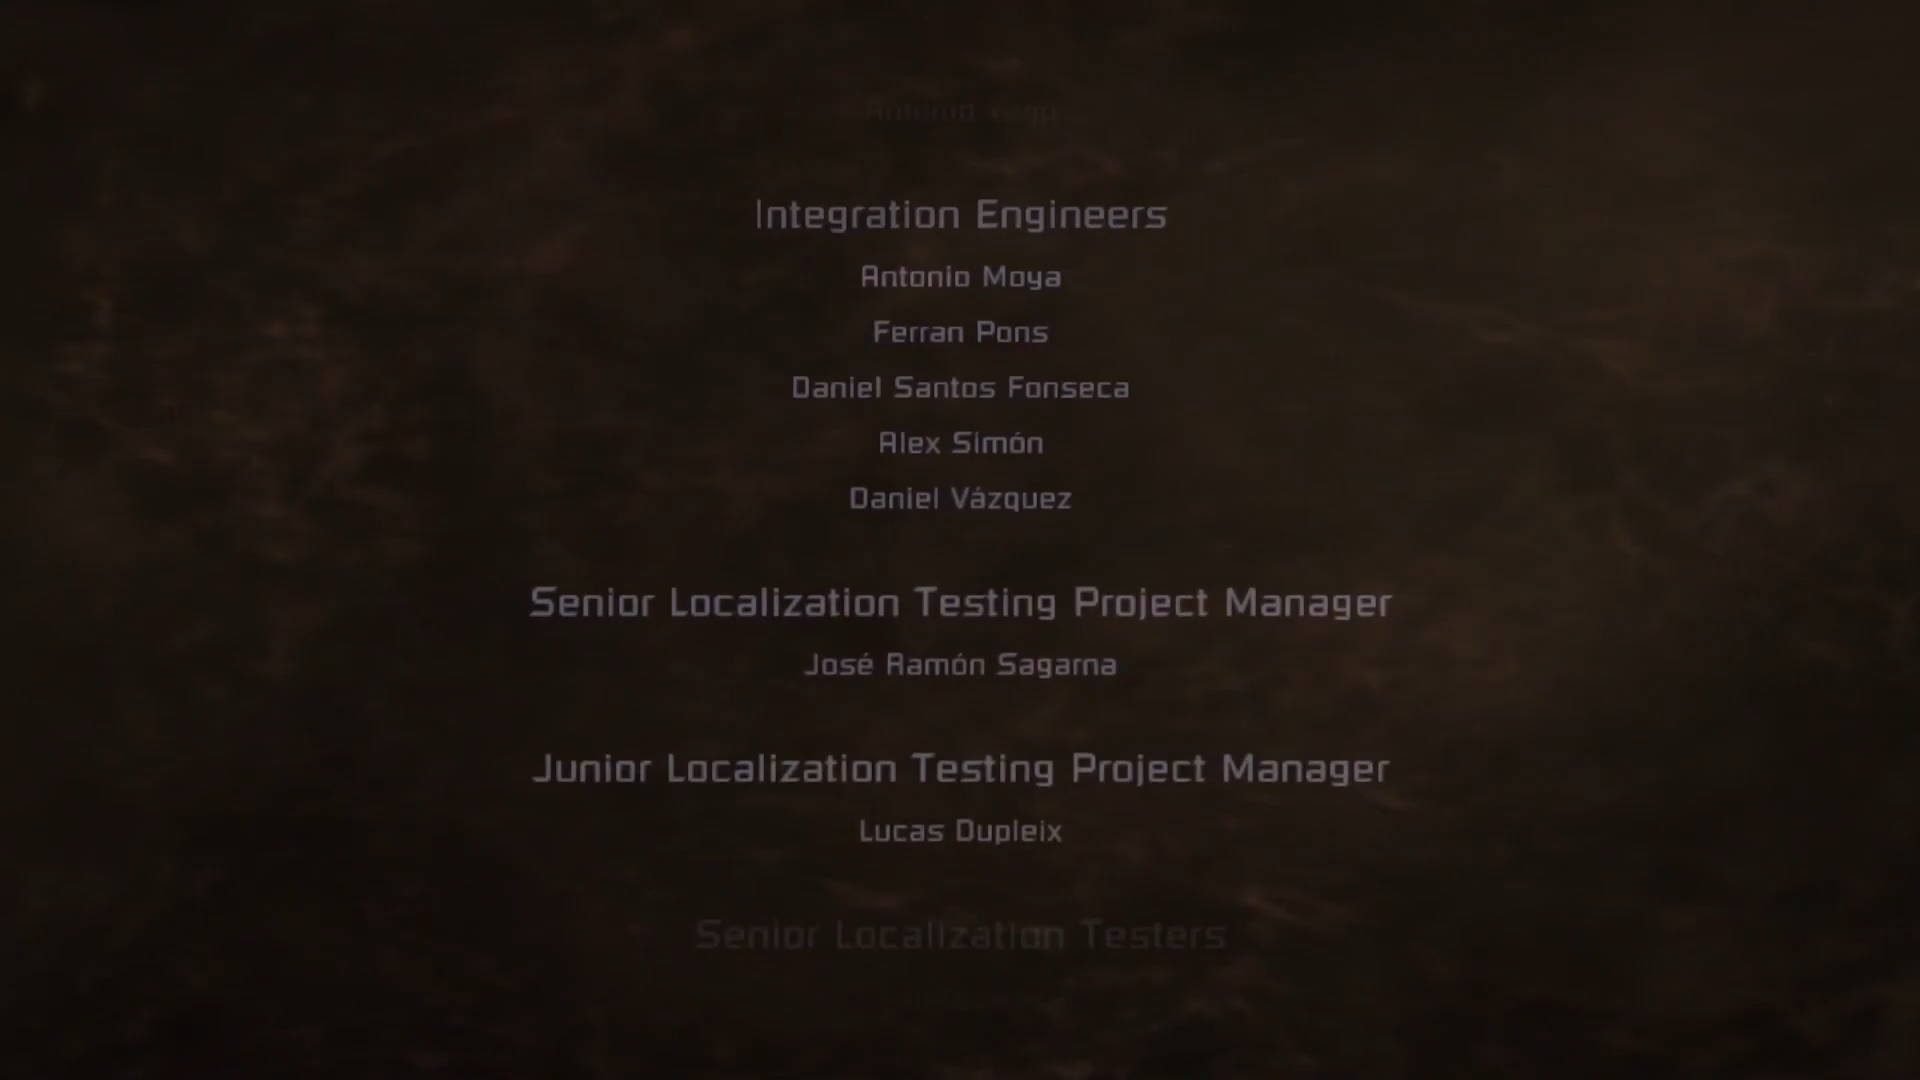 Integration Engineers
Antonio Moya
Ferran Pons
Daniel Santos Fonseca
Alex Simón
Daniel Vázquez
Senior Localization Testing Project Manager
José Ramón Sagarna
Junior Localization Testing Project Manager
Lucas Dupleix
Senior Localization Testers